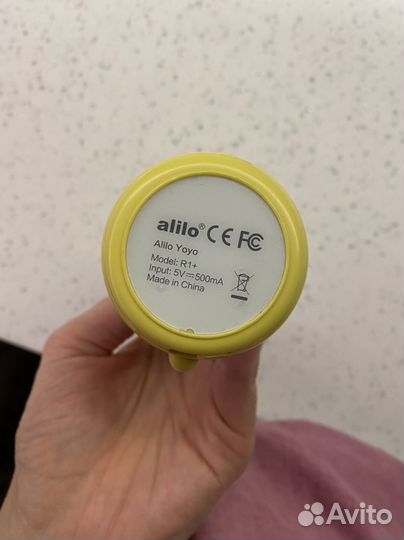 alilo® CE FC
Alilo Yoyo
Model: R1+
Input: 5V⎓500mA
Made in China
Avito